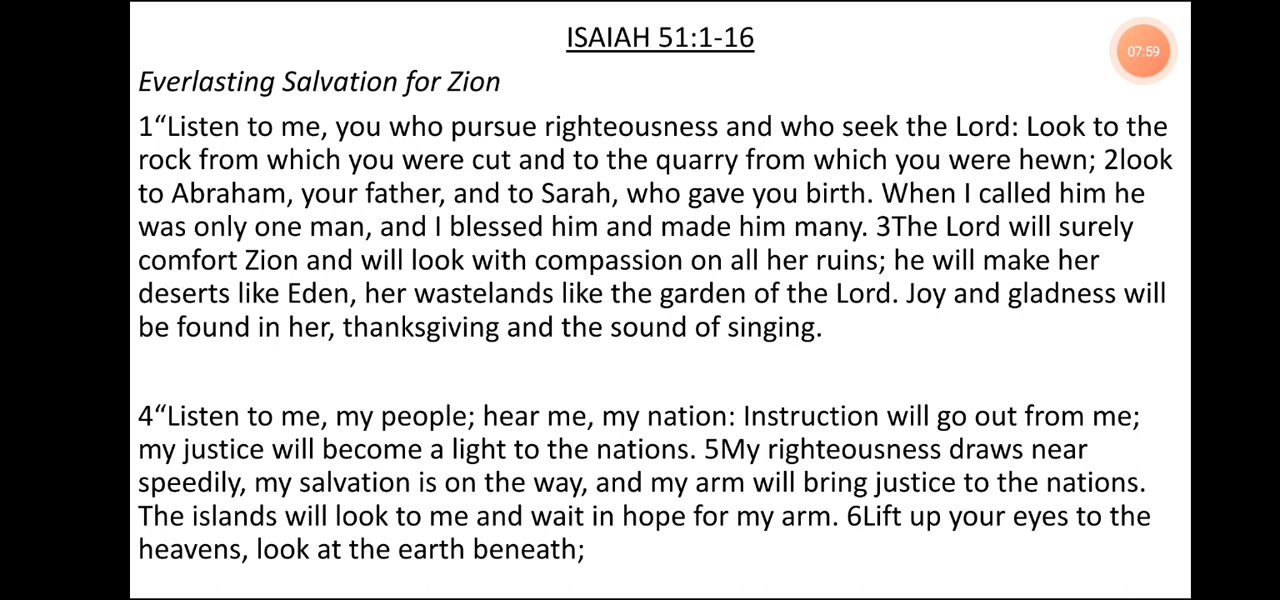 ISAIAH 51:1-16
07:59
Everlasting Salvation for Zion
1“Listen to me, you who pursue righteousness and who seek the Lord: Look to the
rock from which you were cut and to the quarry from which you were hewn; 2look
to Abraham, your father, and to Sarah, who gave you birth. When I called him he
was only one man, and I blessed him and made him many. 3The Lord will surely
comfort Zion and will look with compassion on all her ruins; he will make her
deserts like Eden, her wastelands like the garden of the Lord. Joy and gladness will
be found in her, thanksgiving and the sound of singing.
4“Listen to me, my people; hear me, my nation: Instruction will go out from me;
my justice will become a light to the nations. 5My righteousness draws near
speedily, my salvation is on the way, and my arm will bring justice to the nations.
The islands will look to me and wait in hope for my arm. 6Lift up your eyes to the
heavens, look at the earth beneath;